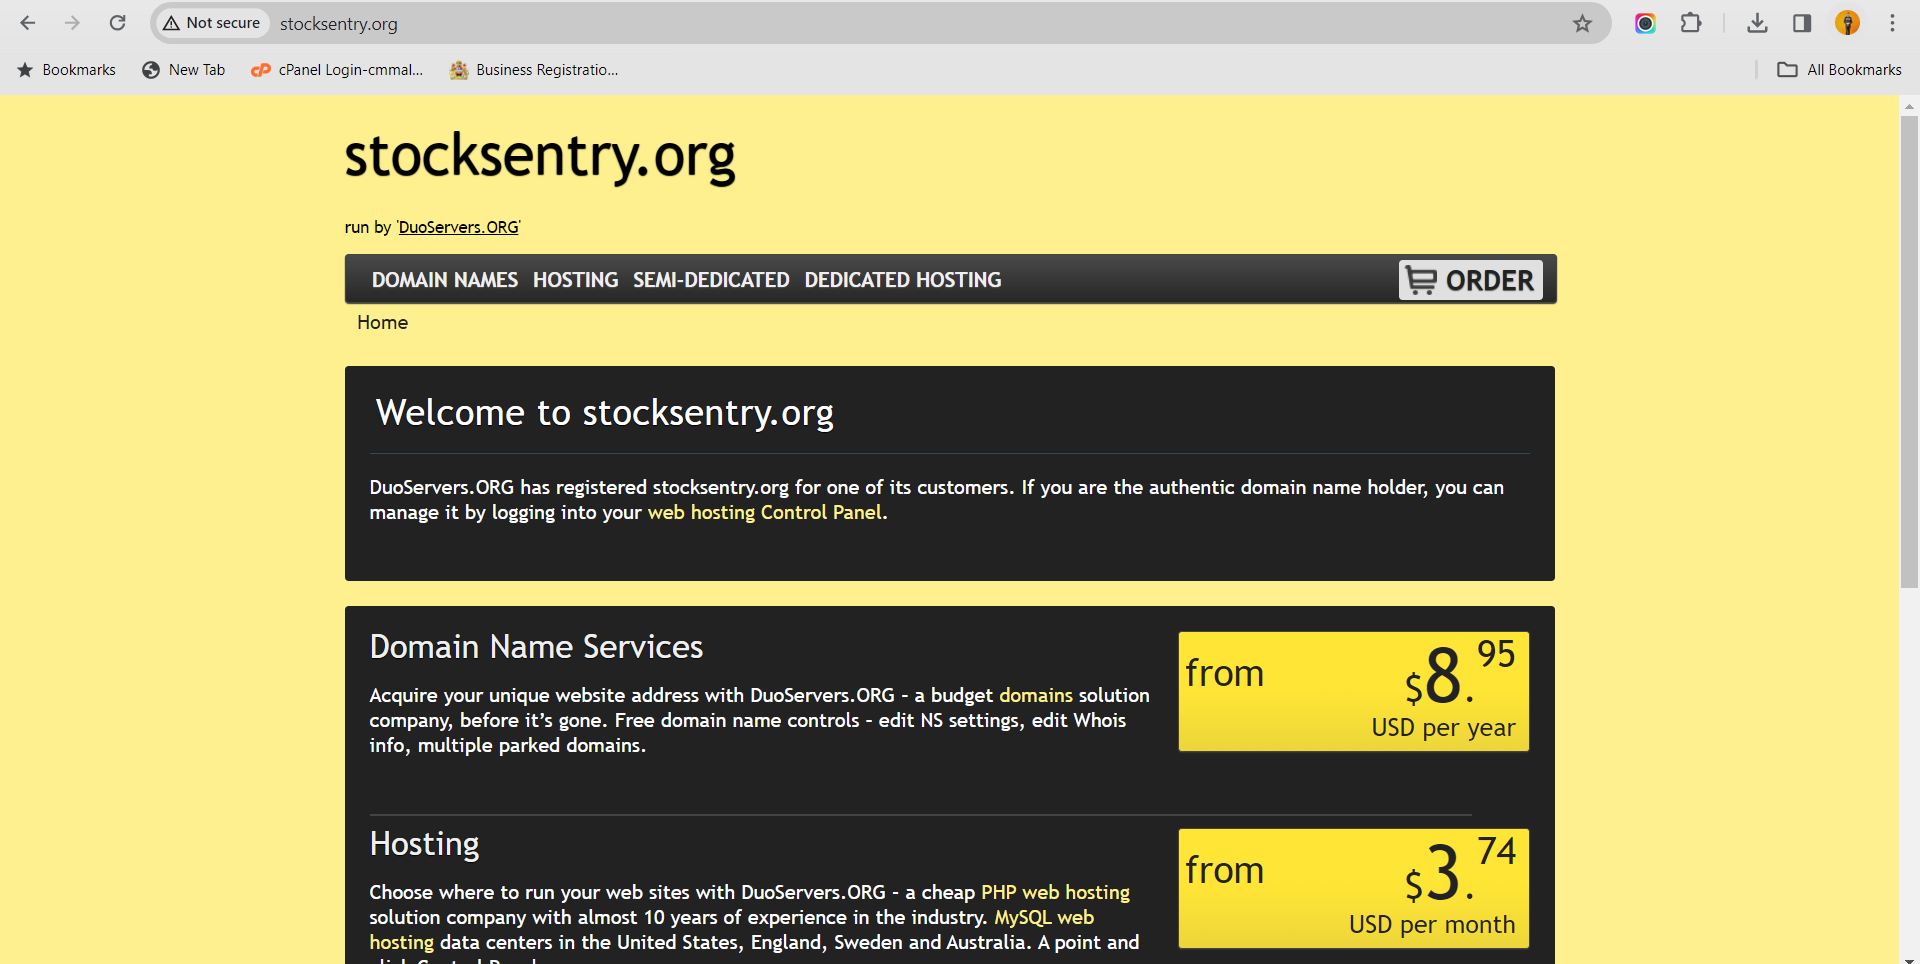 Not secure
stocksentry.org
Bookmarks
New Tab
cPanel Login-cmmal...
Business Registratio...
All Bookmarks
stocksentry.org
run by 'DuoServers.ORG'
DOMAIN NAMES HOSTING SEMI-DEDICATED DEDICATED HOSTING
ORDER
Home
Welcome to stocksentry.org
DuoServers.ORG has registered stocksentry.org for one of its customers. If you are the authentic domain name holder, you can
manage it by logging into your web hosting Control Panel.
Domain Name Services
Acquire your unique website address with DuoServers.ORG - a budget domains solution
company, before it’s gone. Free domain name controls - edit NS settings, edit Whois
info, multiple parked domains.
from $8.95
USD per year
Hosting
Choose where to run your web sites with DuoServers.ORG - a cheap PHP web hosting
solution company with almost 10 years of experience in the industry. MySQL web
hosting data centers in the United States, England, Sweden and Australia. A point and
from $3.74
USD per month